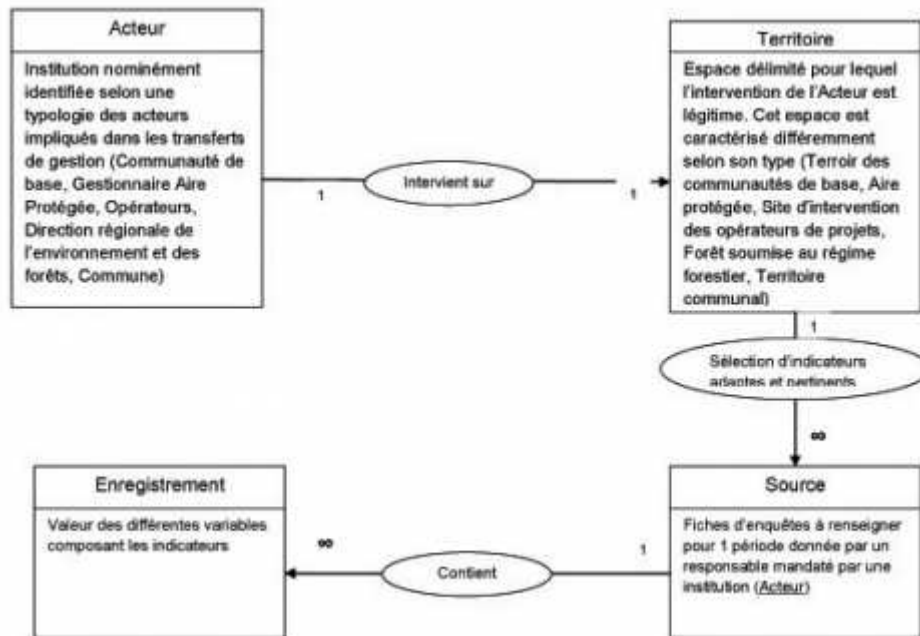 Acteur
Institution nominément
identifiée selon une
typologie des acteurs
impliqués dans les transferts
de gestion (Communauté de
base, Gestionnaire Aire
Protégée, Opérateurs,
Direction régionale de
l'environnement et des
forêts, Commune)
1
Intervient sur
1
Territoire
Espace délimité pour lequel
l'intervention de l'Acteur est
légitime. Cet espace est
caractérisé différemment
selon son type (Terroir des
communautés de base, Aire
protégée, Site d'intervention
des opérateurs de projets,
Forêt soumise au régime
forestier, Territoire
communal)
1
Sélection d'indicateurs
adaptes et pertinents
∞
Source
Fiches d'enquêtes à renseigner
pour 1 période donnée par un
responsable mandaté par une
institution (Acteur)
1
Contient
∞
Enregistrement
Valeur des différentes variables
composant les indicateurs